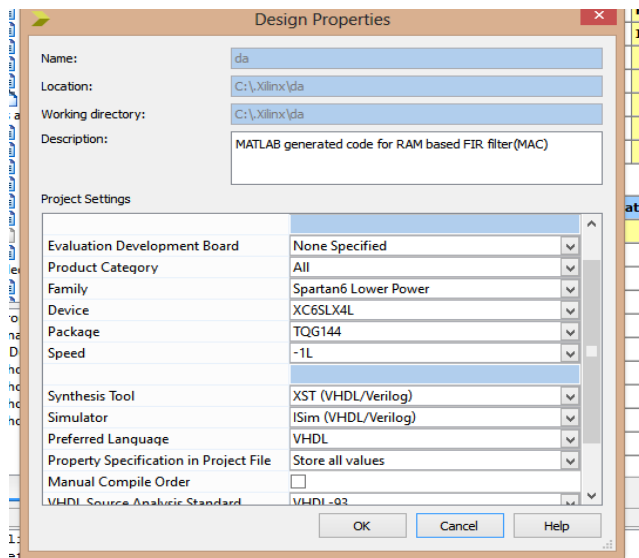 Design Properties
Name: da
Location: C:\.Xilinx\da
Working directory: C:\.Xilinx\da
Description: MATLAB generated code for RAM based FIR filter(MAC)
Project Settings
Evaluation Development Board None Specified
Product Category All
Family Spartan6 Lower Power
Device XC6SLX4L
Package TQG144
Speed -1L
Synthesis Tool XST (VHDL/Verilog)
Simulator ISim (VHDL/Verilog)
Preferred Language VHDL
Property Specification in Project File Store all values
Manual Compile Order
VHDL Source Analysis Standard VHDL-93
OK Cancel Help